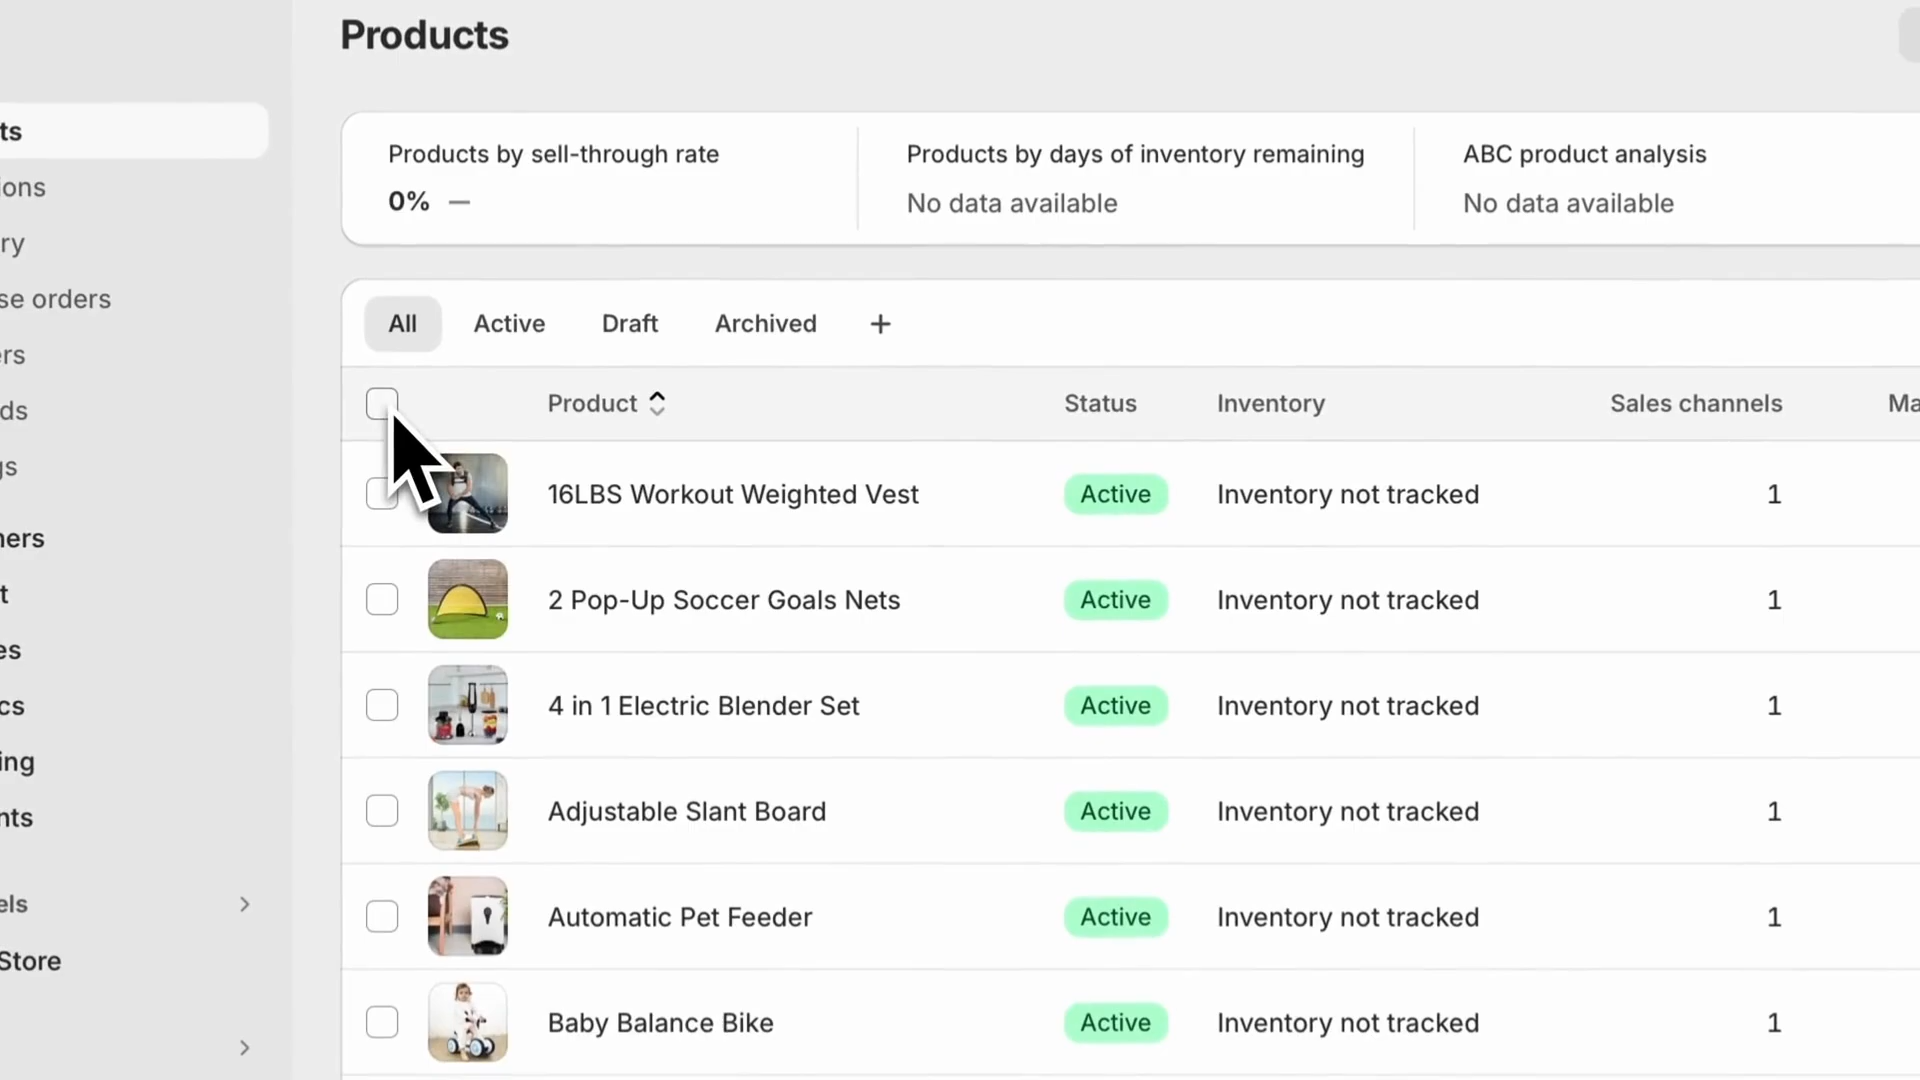 Products
ts
ions
ry
se orders
ers
ds
gs
ners
t
es
cs
ing
nts
els
Store
Products by sell-through rate
0% —
Products by days of inventory remaining
No data available
ABC product analysis
No data available
All Active Draft Archived +
Product Status Inventory Sales channels Ma
16LBS Workout Weighted Vest Active Inventory not tracked 1
2 Pop-Up Soccer Goals Nets Active Inventory not tracked 1
4 in 1 Electric Blender Set Active Inventory not tracked 1
Adjustable Slant Board Active Inventory not tracked 1
Automatic Pet Feeder Active Inventory not tracked 1
Baby Balance Bike Active Inventory not tracked 1